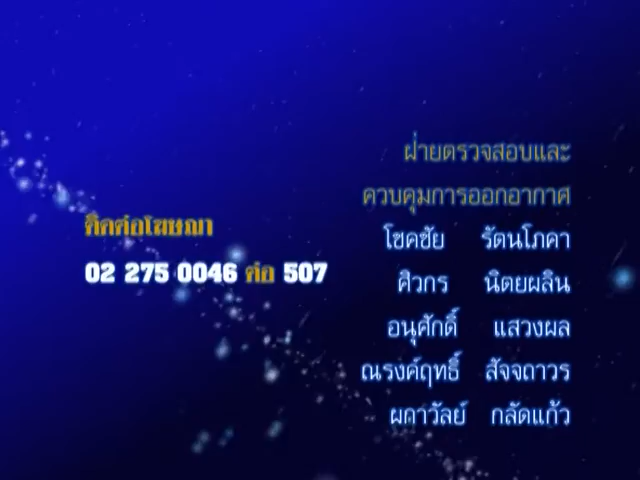 ติดต่อโฆษณา
02 275 0046 ต่อ 507
ฝ่ายตรวจสอบและ
ควบคุมการออกอากาศ
โชคชัย รัตนโภคา
ศิวกร นิตยผลิน
อนุศักดิ์ แสวงผล
ณรงค์ฤทธิ์ สัจจถาวร
ผกาวัลย์ กลัดแก้ว